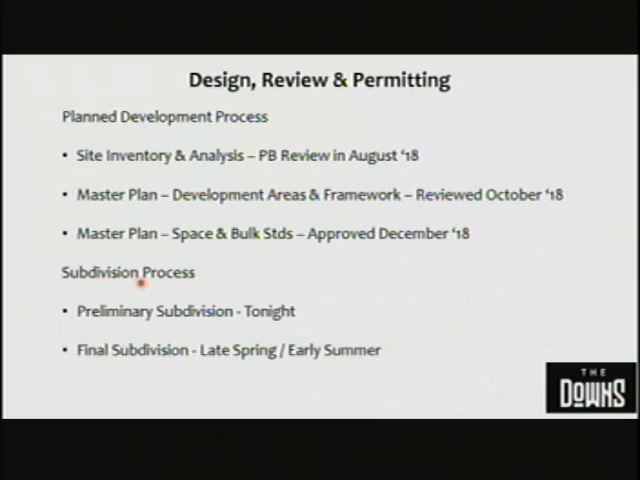 Design, Review & Permitting
Planned Development Process
• Site Inventory & Analysis – PB Review in August ‘18
• Master Plan – Development Areas & Framework – Reviewed October ‘18
• Master Plan – Space & Bulk Stds – Approved December ‘18
Subdivision Process
• Preliminary Subdivision - Tonight
• Final Subdivision - Late Spring / Early Summer
THE
DOWNS